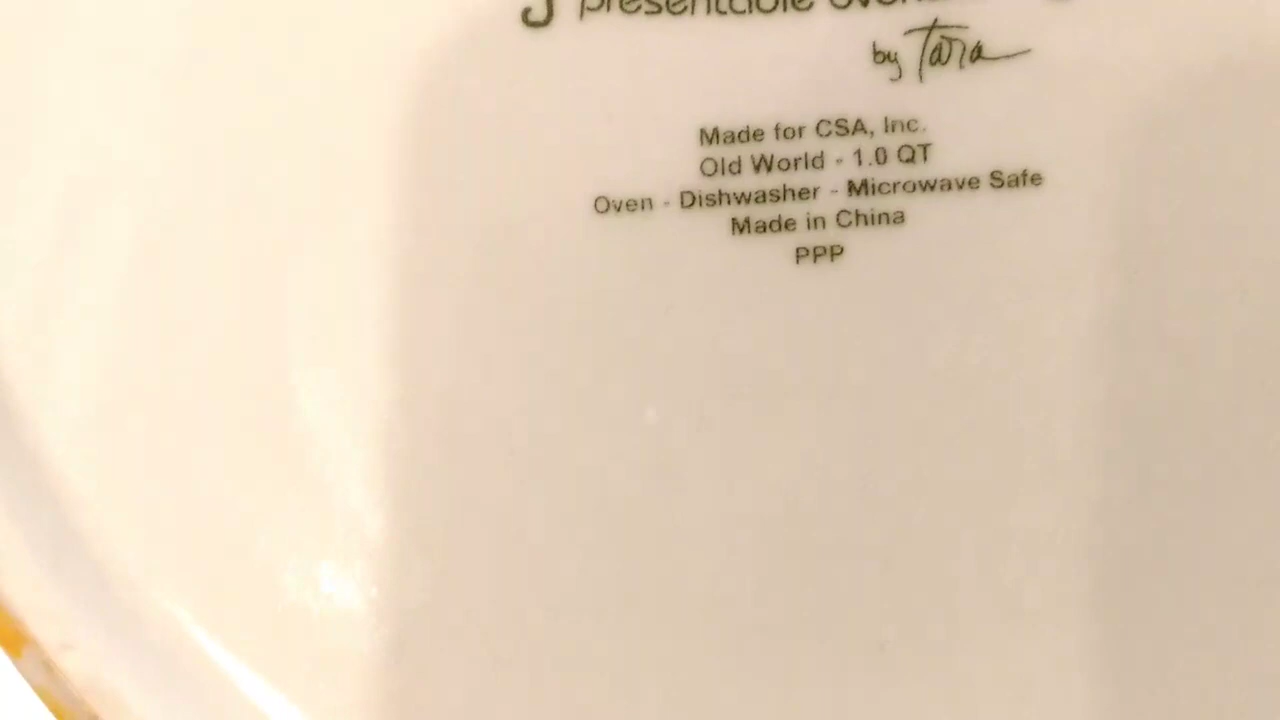 presentable
by Tara
Made for CSA, Inc.
Old World - 1.0 QT
Oven - Dishwasher - Microwave Safe
Made in China
PPP